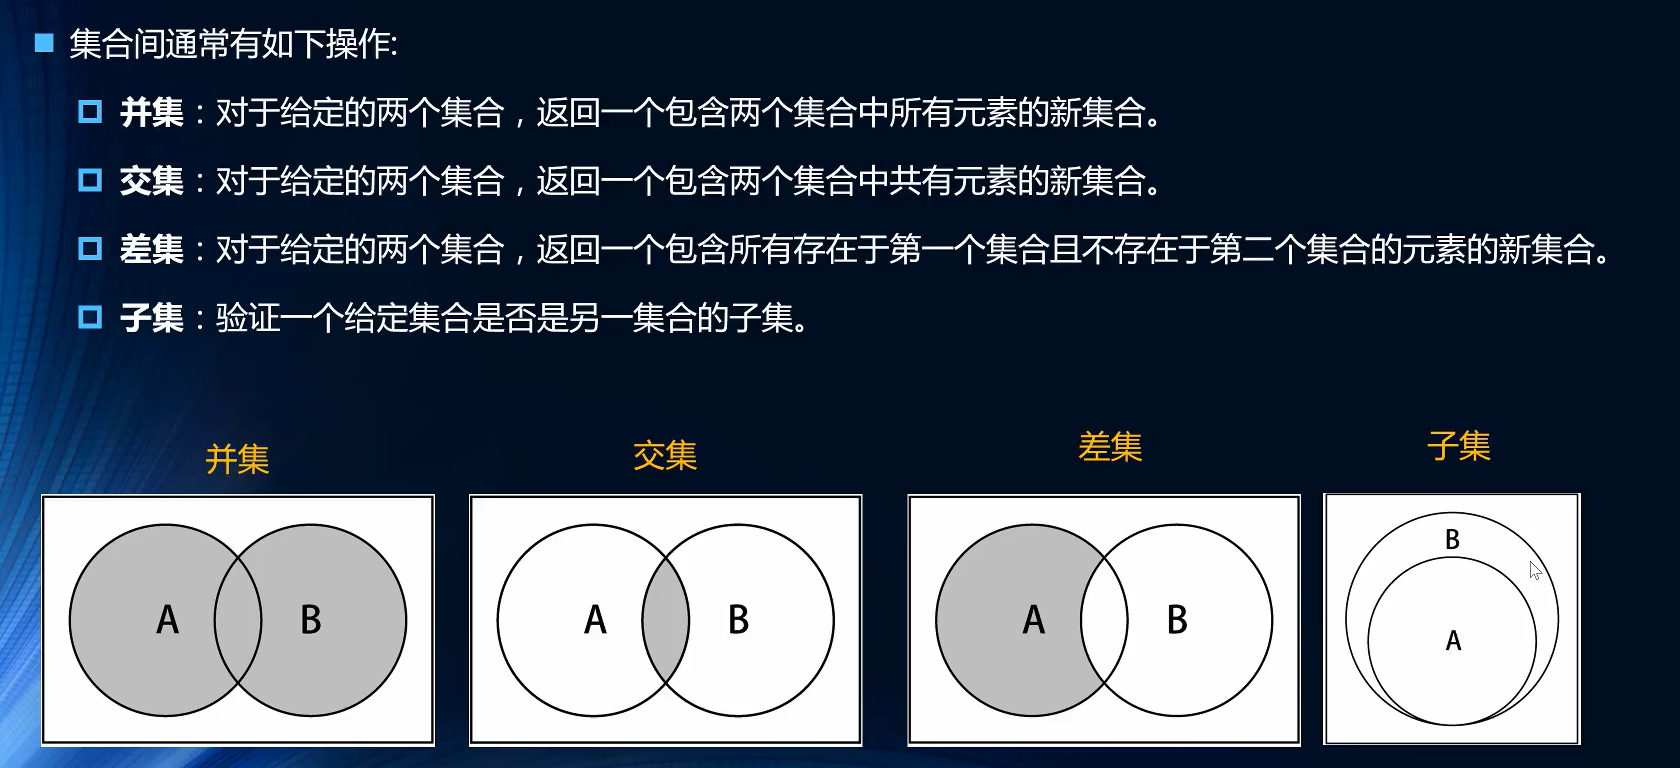 集合间通常有如下操作:
并集：对于给定的两个集合，返回一个包含两个集合中所有元素的新集合。
交集：对于给定的两个集合，返回一个包含两个集合中共有元素的新集合。
差集：对于给定的两个集合，返回一个包含所有存在于第一个集合且不存在于第二个集合的元素的新集合。
子集：验证一个给定集合是否是另一集合的子集。
并集
交集
差集
子集
A B
A B
A B
B
A